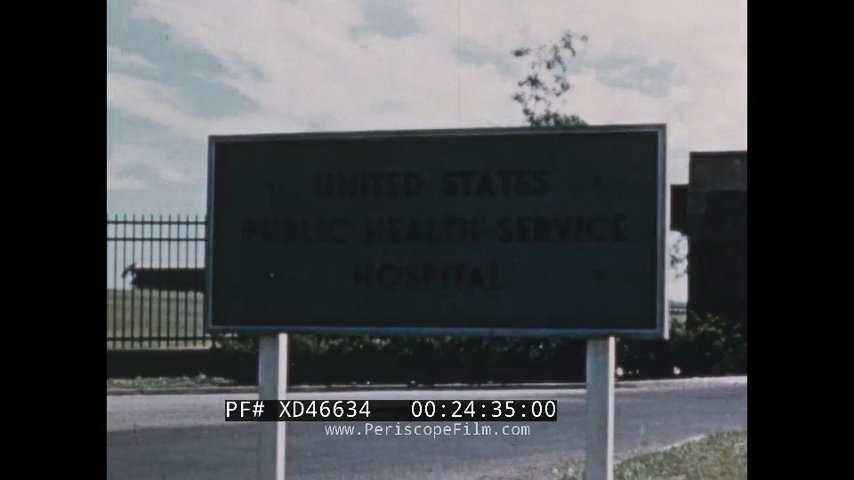 UNITED STATES
PUBLIC HEALTH SERVICE
HOSPITAL
PF# XD46634 00:24:35:00
www.PeriscopeFilm.com